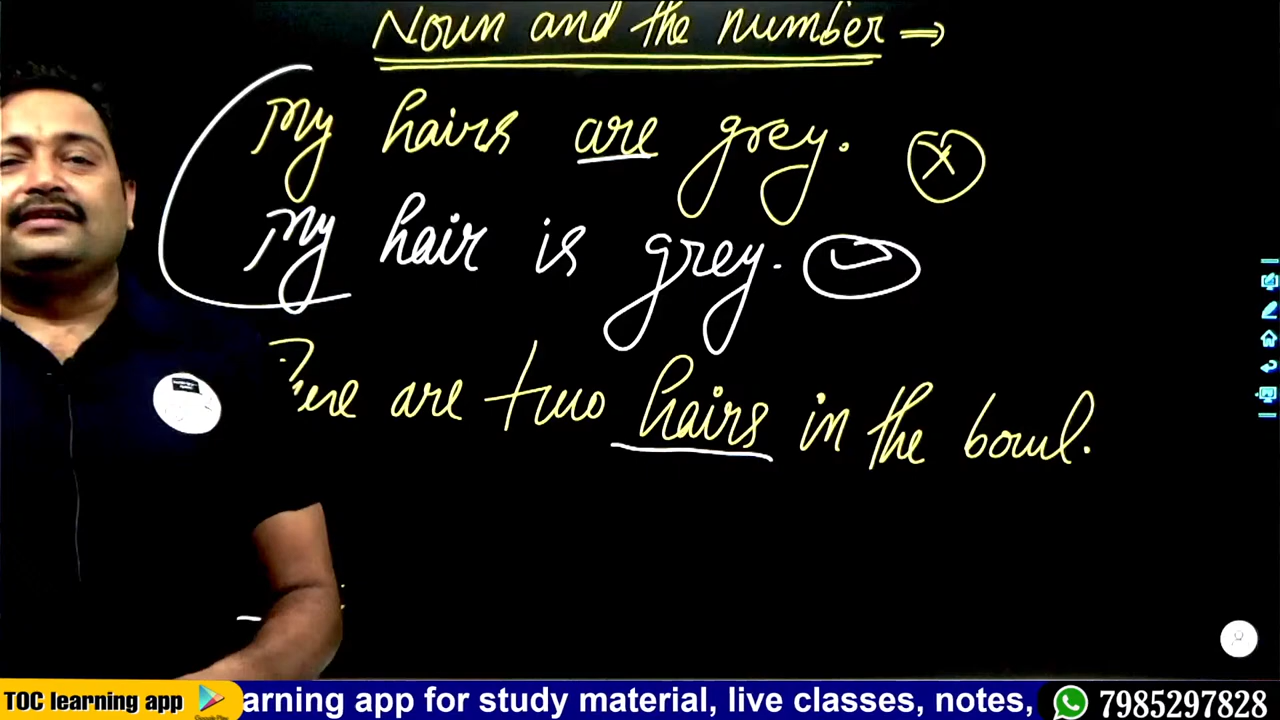 Noun and the number ⇒
My hairs are grey. ✗
My hair is grey. ✓
There are two hairs in the bowl.
TOC learning app
arning app for study material, live classes, notes,
7985297828